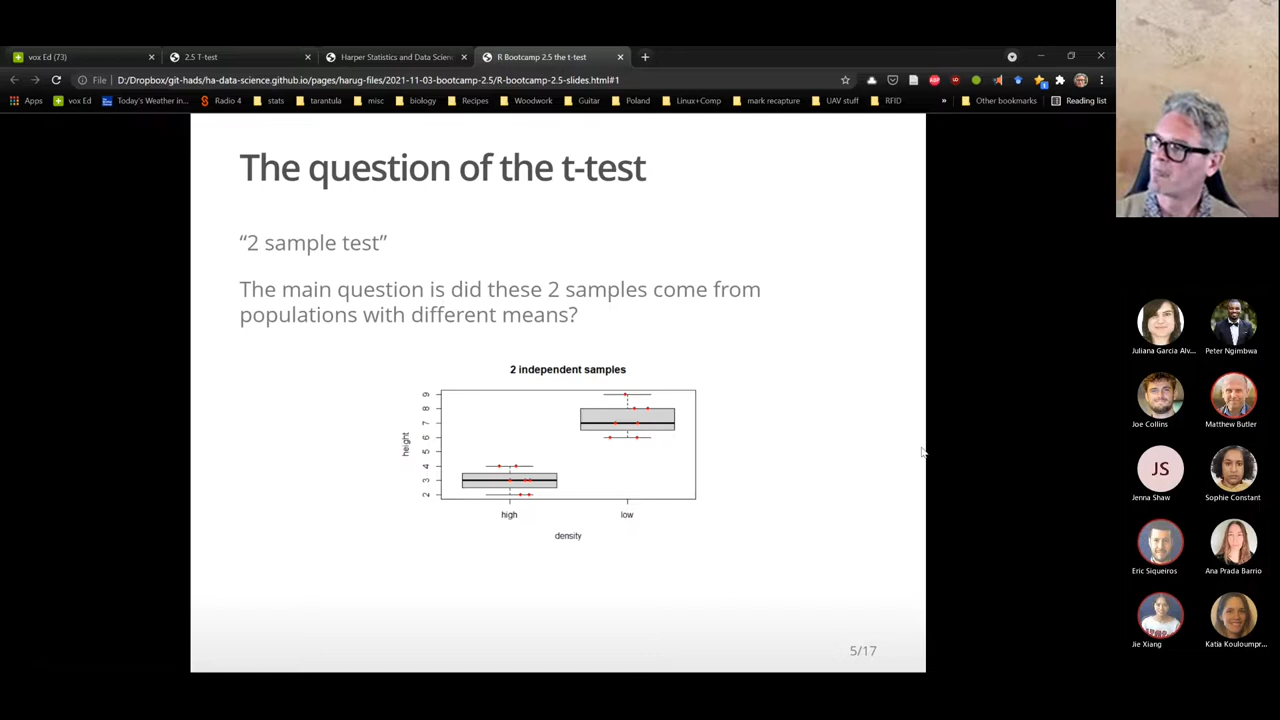 vox Ed (73)
2.5 T-test
Harper Statistics and Data Scienc
R Bootcamp 2.5 the t-test
File
D:/Dropbox/git-hads/ha-data-science.github.io/pages/harug-files/2021-11-03-bootcamp-2.5/R-bootcamp-2.5-slides.html#1
Apps
vox Ed
Today's Weather in...
Radio 4
stats
tarantula
misc
biology
Recipes
Woodwork
Guitar
Poland
Linux+Comp
mark recapture
UAV stuff
RFID
»
Other bookmarks
Reading list
The question of the t-test
“2 sample test”
The main question is did these 2 samples come from
populations with different means?
2 independent samples
height
9
8
7
6
5
4
3
2
high
low
density
5/17
Juliana Garcia Alv...
Peter Ngimbwa
Joe Collins
Matthew Butler
JS
Jenna Shaw
Sophie Constant
Eric Siqueiros
Ana Prada Barrio
Jie Xiang
Katia Kouloumpr...